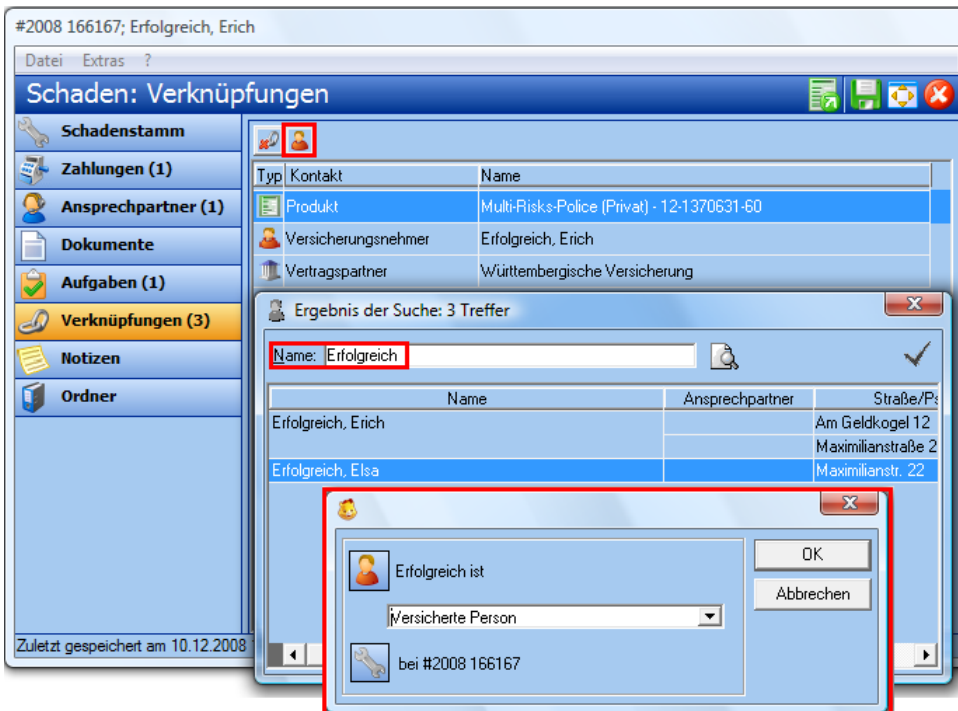 #2008 166167; Erfolgreich, Erich
Datei Extras ?
Schaden: Verknüpfungen
Schadenstamm
Zahlungen (1)
Ansprechpartner (1)
Dokumente
Aufgaben (1)
Verknüpfungen (3)
Notizen
Ordner
Typ Kontakt Name
Produkt Multi-Risks-Police (Privat) - 12-1370631-60
Versicherungsnehmer Erfolgreich, Erich
Vertragspartner Württembergische Versicherung
Ergebnis der Suche: 3 Treffer
Name: Erfolgreich
Name Ansprechpartner Straße/Ps
Erfolgreich, Erich Am Geldkogel 12
Maximilianstraße 2
Erfolgreich, Elsa Maximilianstr. 22
Erfolgreich ist
Versicherte Person
bei #2008 166167
OK
Abbrechen
Zuletzt gespeichert am 10.12.2008